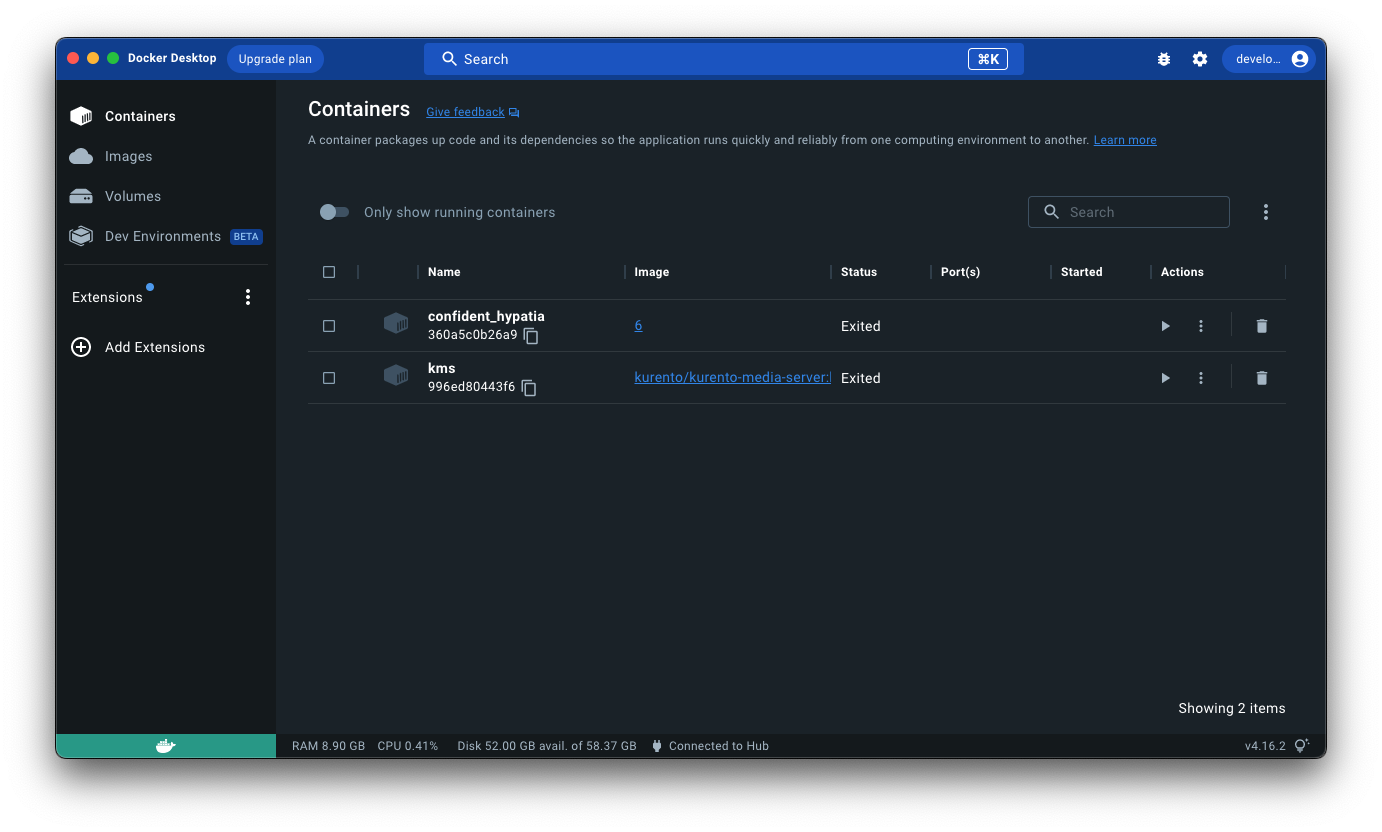 Docker Desktop Upgrade plan Search ⌘K develo...
Containers
Images
Volumes
Dev Environments BETA
Extensions
Add Extensions
Containers Give feedback
A container packages up code and its dependencies so the application runs quickly and reliably from one computing environment to another. Learn more
Only show running containers Search
Name Image Status Port(s) Started Actions
confident_hypatia
360a5c0b26a9 6 Exited
kms
996ed80443f6 kurento/kurento-media-server: Exited
Showing 2 items
RAM 8.90 GB CPU 0.41% Disk 52.00 GB avail. of 58.37 GB Connected to Hub v4.16.2